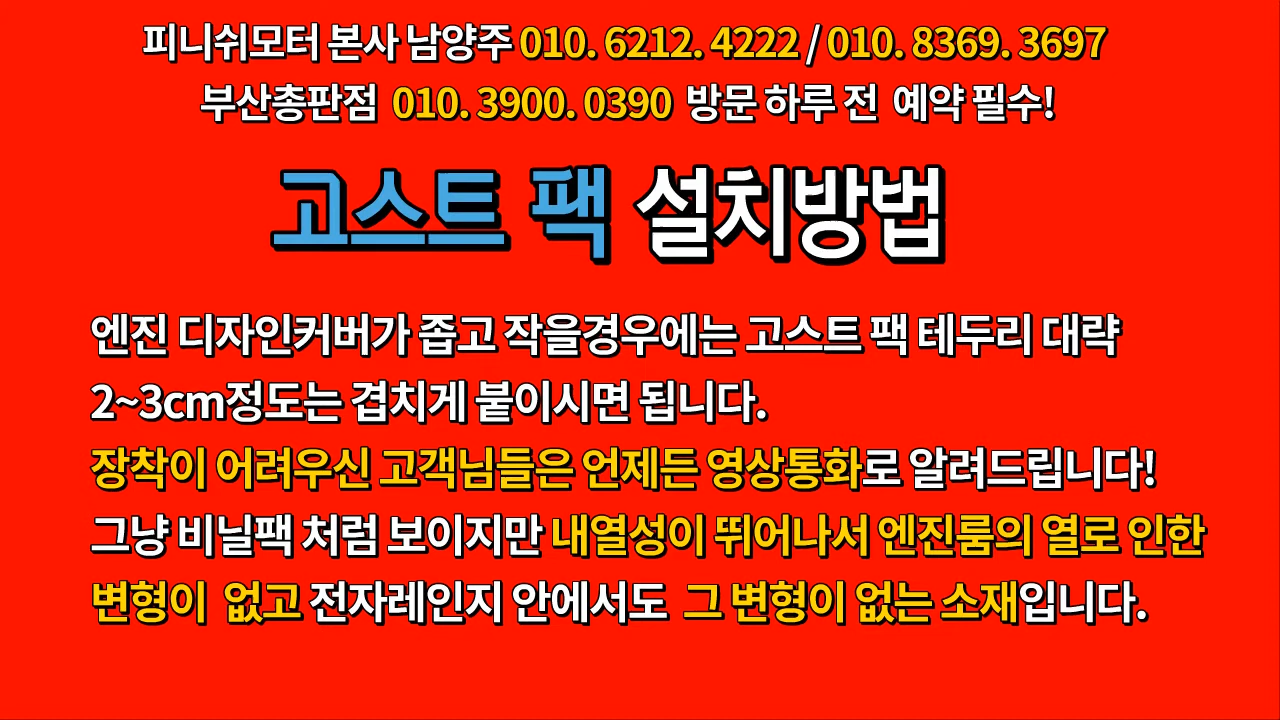 피니쉬모터 본사 남양주 010. 6212. 4222 / 010. 8369. 3697
부산총판점 010. 3900. 0390 방문 하루 전 예약 필수!
고스트 팩 설치방법
엔진 디자인커버가 좁고 작을경우에는 고스트 팩 테두리 대략
2~3cm정도는 겹치게 붙이시면 됩니다.
장착이 어려우신 고객님들은 언제든 영상통화로 알려드립니다!
그냥 비닐팩 처럼 보이지만 내열성이 뛰어나서 엔진룸의 열로 인한
변형이 없고 전자레인지 안에서도 그 변형이 없는 소재입니다.